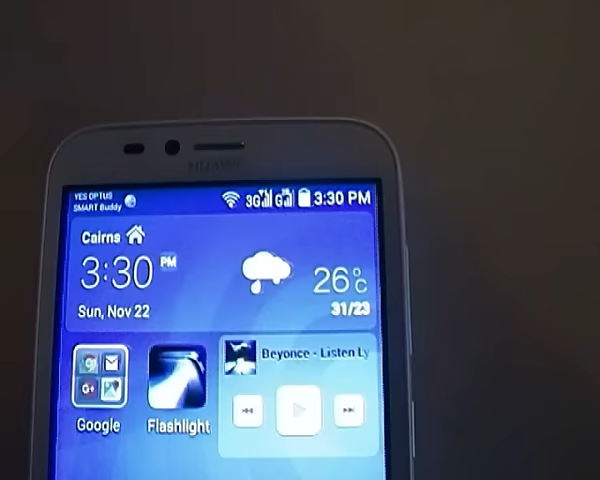 HUAWEI
YES OPTUS
SMART Buddy
3G G 3:30 PM
Cairns
3:30 PM
26°C
Sun, Nov 22
31/23
Beyonce - Listen Ly
G+
Google
Flashlight